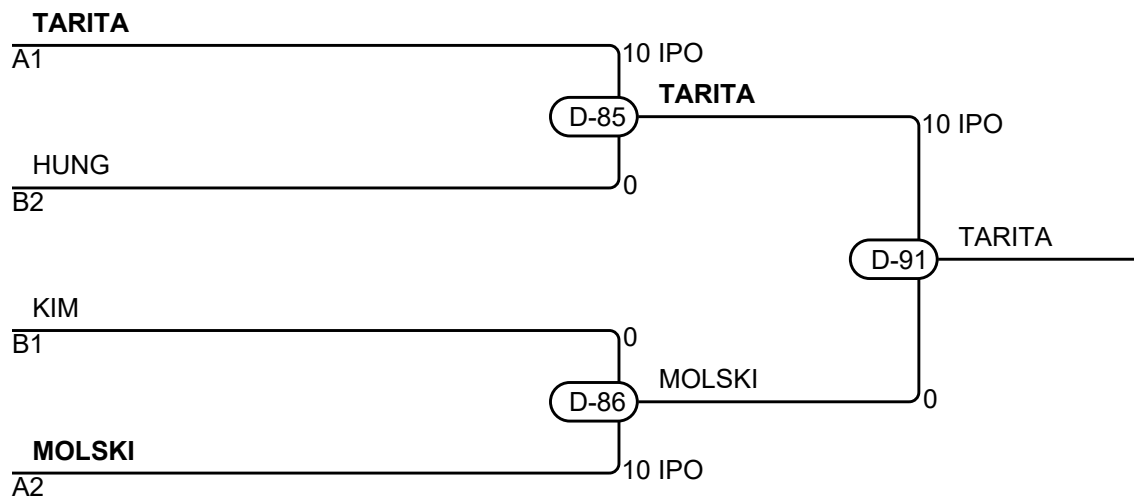 TARITA
A1
10 IPO
D-85
TARITA
HUNG
B2
0
10 IPO
D-91
TARITA
KIM
B1
0
D-86
MOLSKI
0
MOLSKI
A2
10 IPO